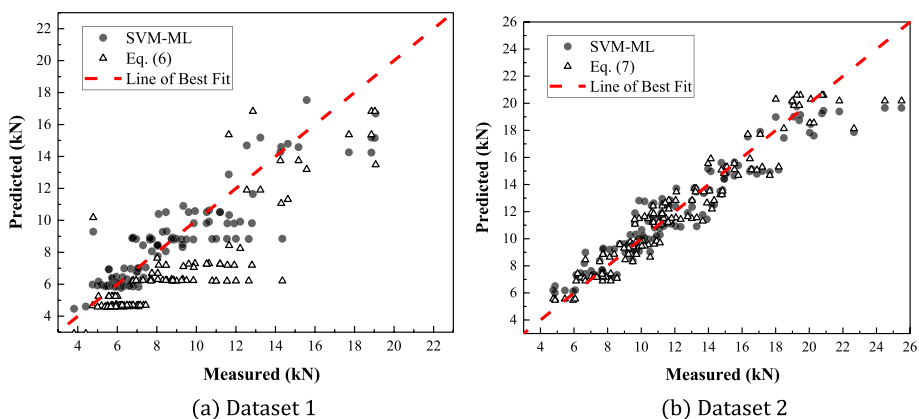 22
20
18
16
14
12
10
8
6
4
Predicted (kN)
SVM-ML
Eq. (6)
Line of Best Fit
4 6 8 10 12 14 16 18 20 22
Measured (kN)
(a) Dataset 1
26
24
22
20
18
16
14
12
10
8
6
4
Predicted (kN)
SVM-ML
Eq. (7)
Line of Best Fit
4 6 8 10 12 14 16 18 20 22 24 26
Measured (kN)
(b) Dataset 2